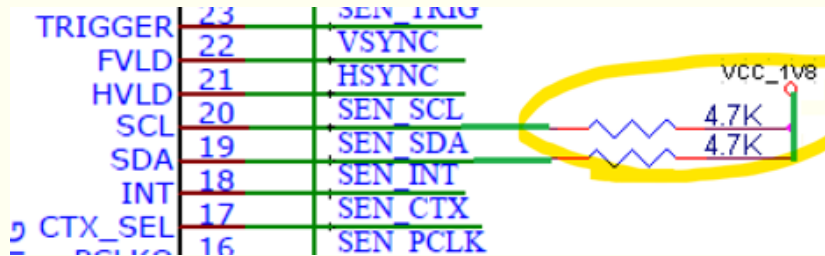 23 SEN_TRIG
TRIGGER
22 VSYNC
FVLD
VCC_1V8
21 HSYNC
HVLD
20 SEN_SCL 4.7K
SCL
19 SEN_SDA 4.7K
SDA
18 SEN_INT
INT
17 SEN_CTX
CTX_SEL
16 SEN_PCLK